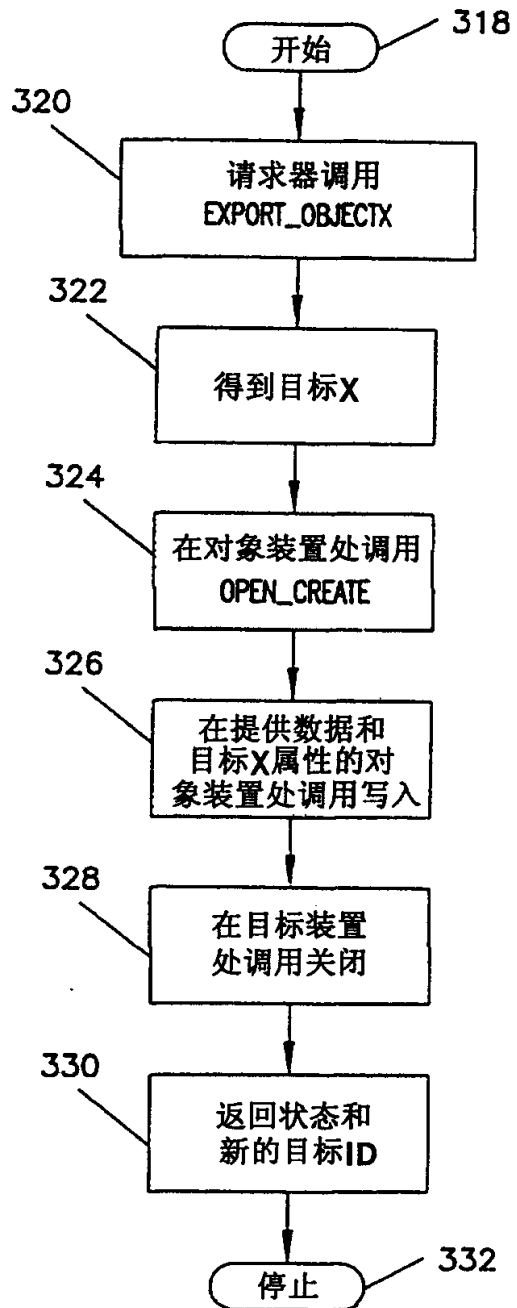 318
开始
320
请求器调用
EXPORT_OBJECTX
322
得到目标X
324
在对象装置处调用
OPEN_CREATE
326
在提供数据和
目标X属性的对
象装置处调用写入
328
在目标装置
处调用关闭
330
返回状态和
新的目标ID
332
停止